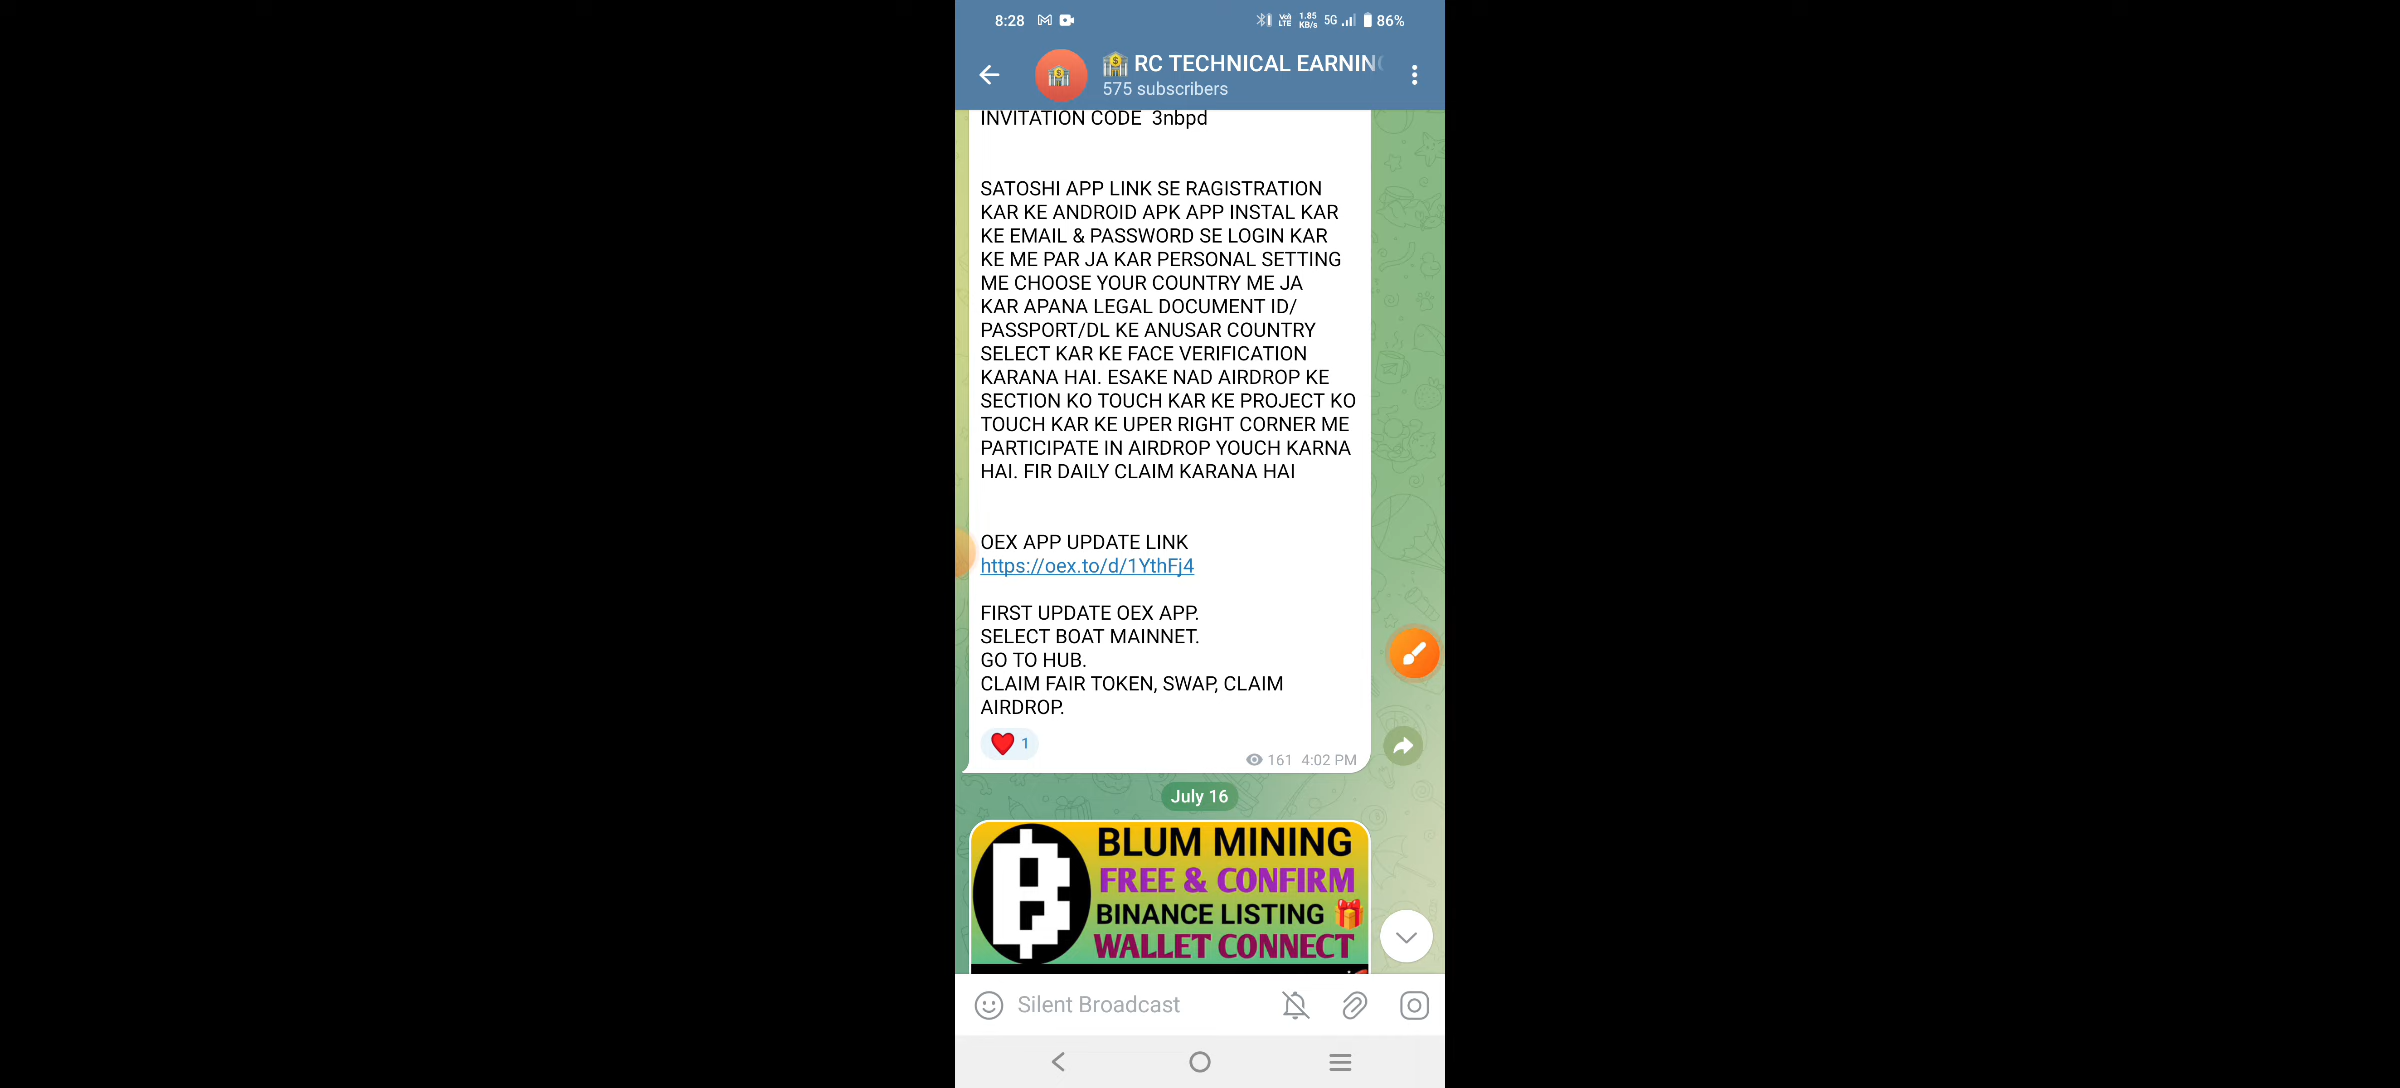 8:28
Vo) LTE 1.85 KB/s 5G 86%
RC TECHNICAL EARNIN
575 subscribers
INVITATION CODE 3nbpd
SATOSHI APP LINK SE RAGISTRATION
KAR KE ANDROID APK APP INSTAL KAR
KE EMAIL & PASSWORD SE LOGIN KAR
KE ME PAR JA KAR PERSONAL SETTING
ME CHOOSE YOUR COUNTRY ME JA
KAR APANA LEGAL DOCUMENT ID/
PASSPORT/DL KE ANUSAR COUNTRY
SELECT KAR KE FACE VERIFICATION
KARANA HAI. ESAKE NAD AIRDROP KE
SECTION KO TOUCH KAR KE PROJECT KO
TOUCH KAR KE UPER RIGHT CORNER ME
PARTICIPATE IN AIRDROP YOUCH KARNA
HAI. FIR DAILY CLAIM KARANA HAI
OEX APP UPDATE LINK
https://oex.to/d/1YthFj4
FIRST UPDATE OEX APP.
SELECT BOAT MAINNET.
GO TO HUB.
CLAIM FAIR TOKEN, SWAP, CLAIM
AIRDROP.
1
161 4:02 PM
July 16
BLUM MINING
FREE & CONFIRM
BINANCE LISTING
WALLET CONNECT
Silent Broadcast